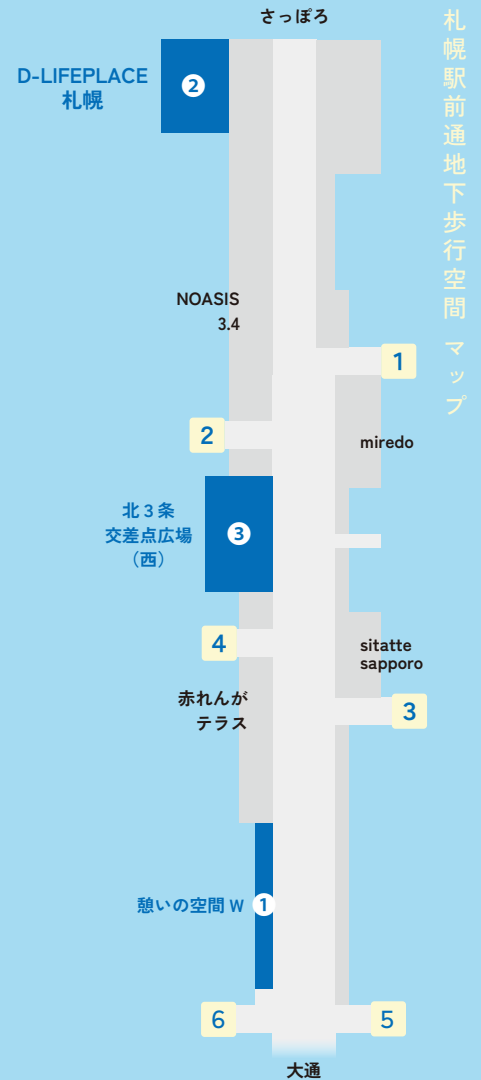 さっぽろ
札幌駅前通地下歩行空間 マップ
D-LIFEPLACE
札幌
2
NOASIS
3.4
1
2
miredo
北3条
交差点広場
（西）
3
4
sitatte
sapporo
赤れんが
テラス
3
憩いの空間 W
1
6
5
大通